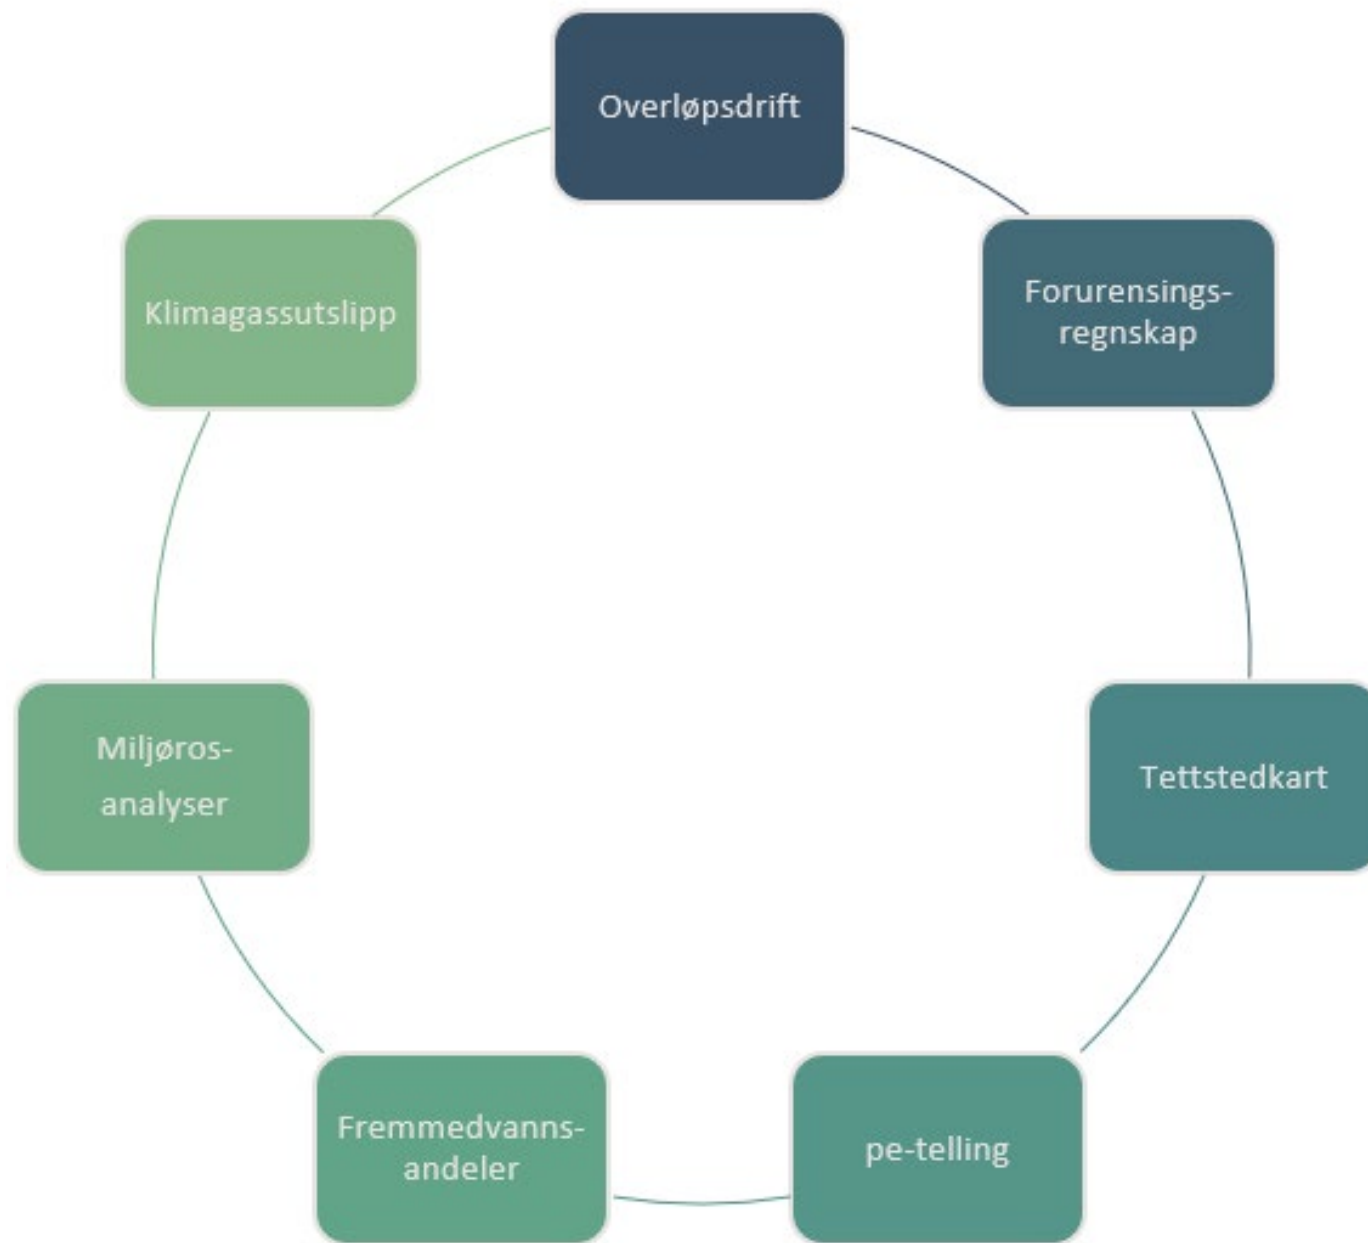 Overløpsdrift
Forurensings-
regnskap
Tettstedkart
pe-telling
Fremmedvanns-
andeler
Miljøros-
analyser
Klimagassutslipp